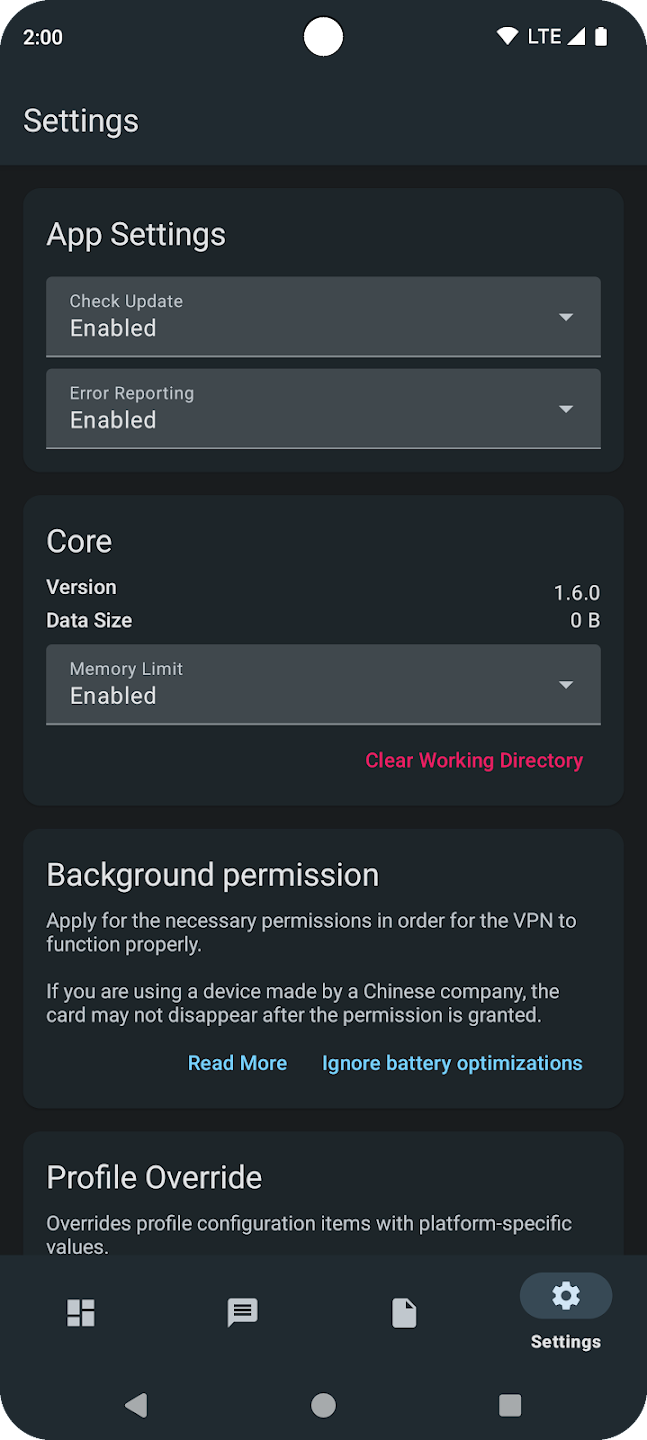 2:00
LTE
Settings
App Settings
Check Update
Enabled
Error Reporting
Enabled
Core
Version 1.6.0
Data Size 0 B
Memory Limit
Enabled
Clear Working Directory
Background permission
Apply for the necessary permissions in order for the VPN to
function properly.
If you are using a device made by a Chinese company, the
card may not disappear after the permission is granted.
Read More Ignore battery optimizations
Profile Override
Overrides profile configuration items with platform-specific
values.
Settings